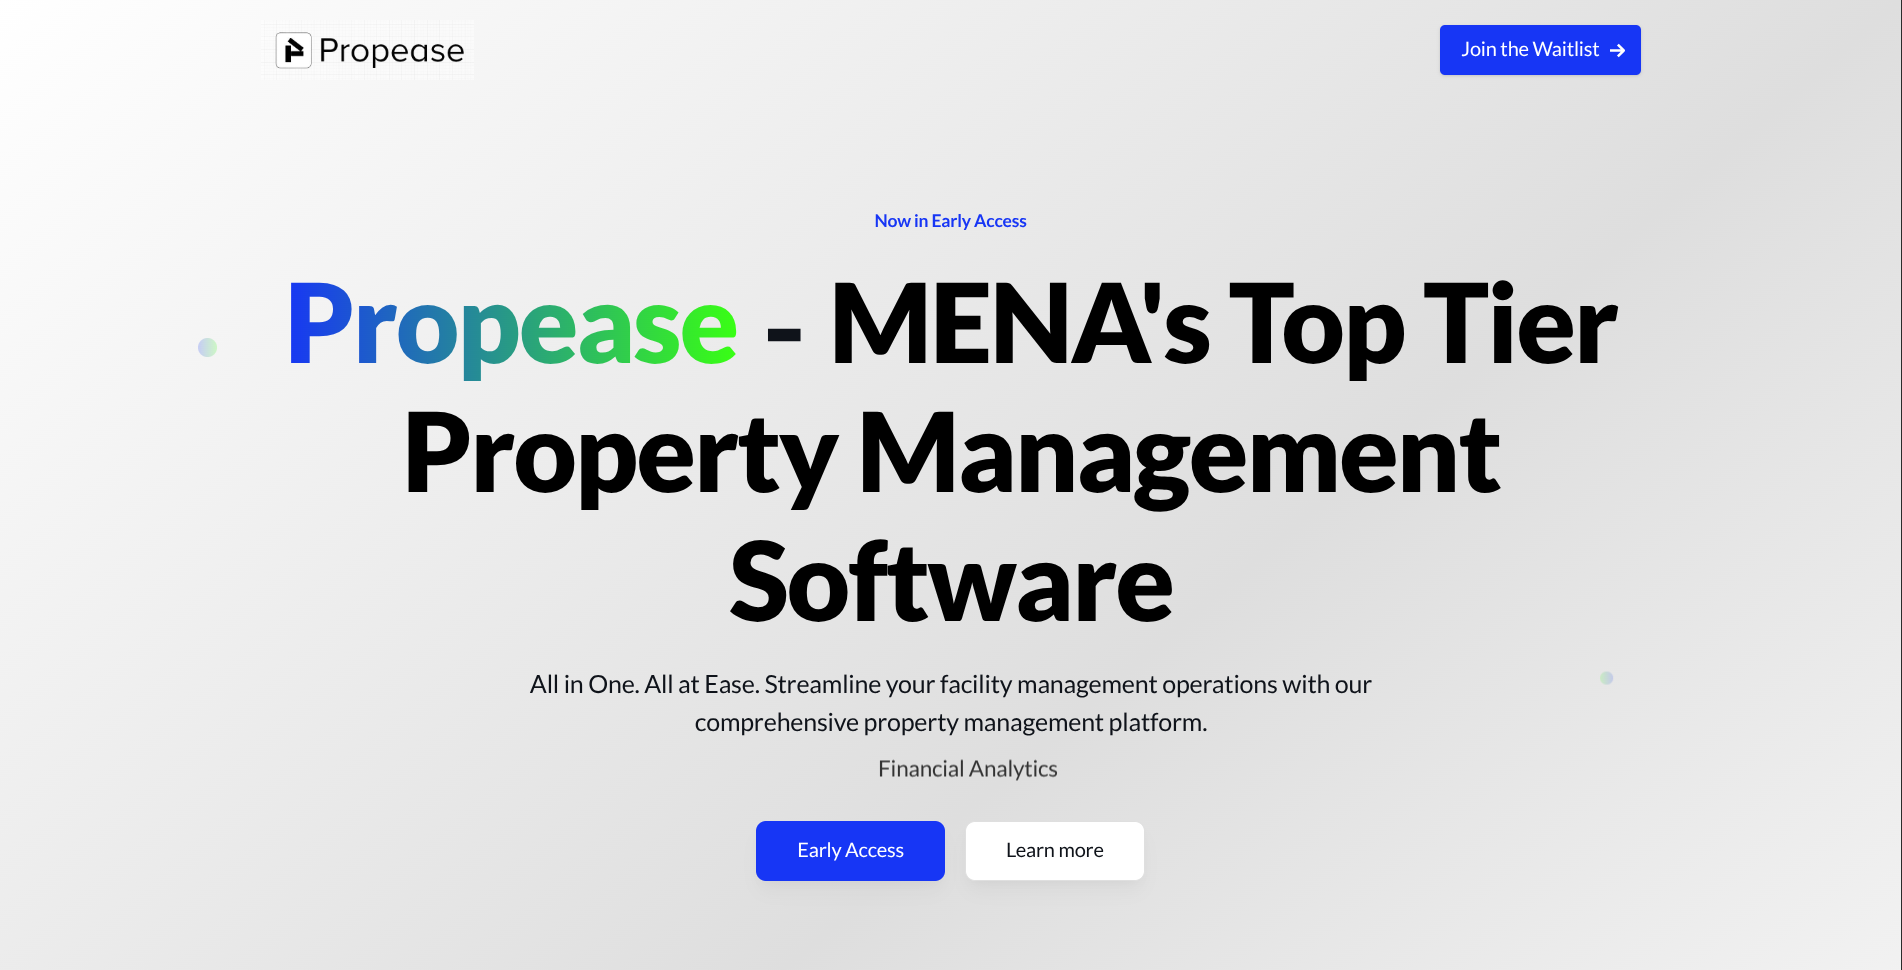 Propease
Join the Waitlist →
Now in Early Access
Propease - MENA's Top Tier
Property Management
Software
All in One. All at Ease. Streamline your facility management operations with our
comprehensive property management platform.
Financial Analytics
Early Access
Learn more